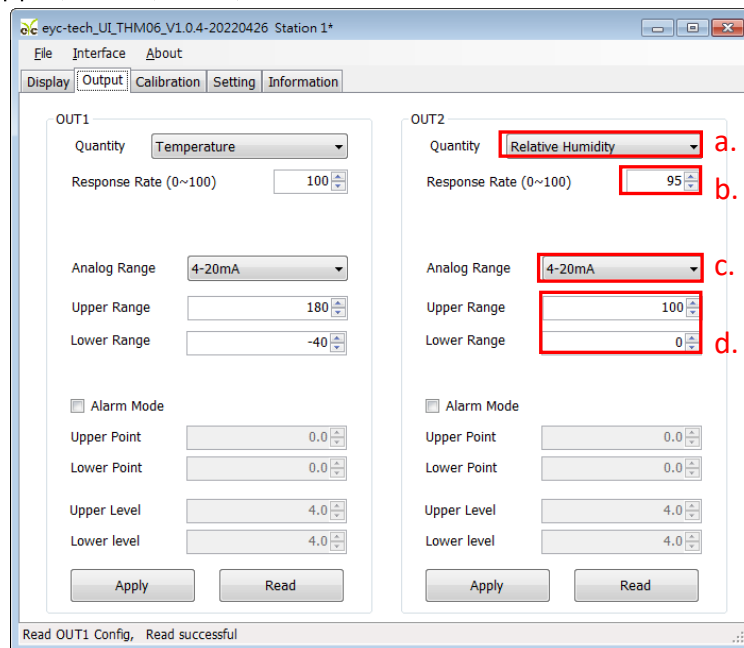 eyc-tech_UI_THM06_V1.0.4-20220426 Station 1*
File Interface About
Display Output Calibration Setting Information
OUT1
Quantity Temperature
Response Rate (0~100) 100
Analog Range 4-20mA
Upper Range 180
Lower Range -40
Alarm Mode
Upper Point 0.0
Lower Point 0.0
Upper Level 4.0
Lower level 4.0
Apply Read
OUT2
Quantity Relative Humidity a.
Response Rate (0~100) 95 b.
Analog Range 4-20mA c.
Upper Range 100
Lower Range 0 d.
Alarm Mode
Upper Point 0.0
Lower Point 0.0
Upper Level 4.0
Lower level 4.0
Apply Read
Read OUT1 Config, Read successful